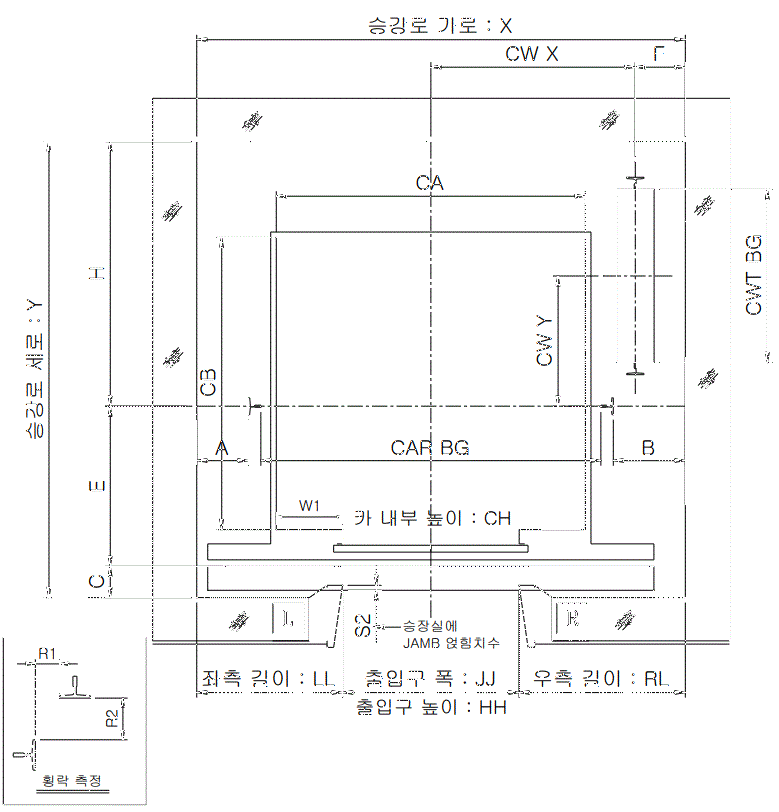 승강로 가로 : X
CW X
F
CA
H
CWT BG
승강로 세로 : Y
CW Y
CB
A
CAR BG
B
E
W1
카 내부 높이 : CH
C
L
R
S2
승장실에
JAMB 얹힘치수
R1
좌측 길이 : LL
출입구 폭 : JJ
우측 길이 : RL
출입구 높이 : HH
R2
횡락 측정